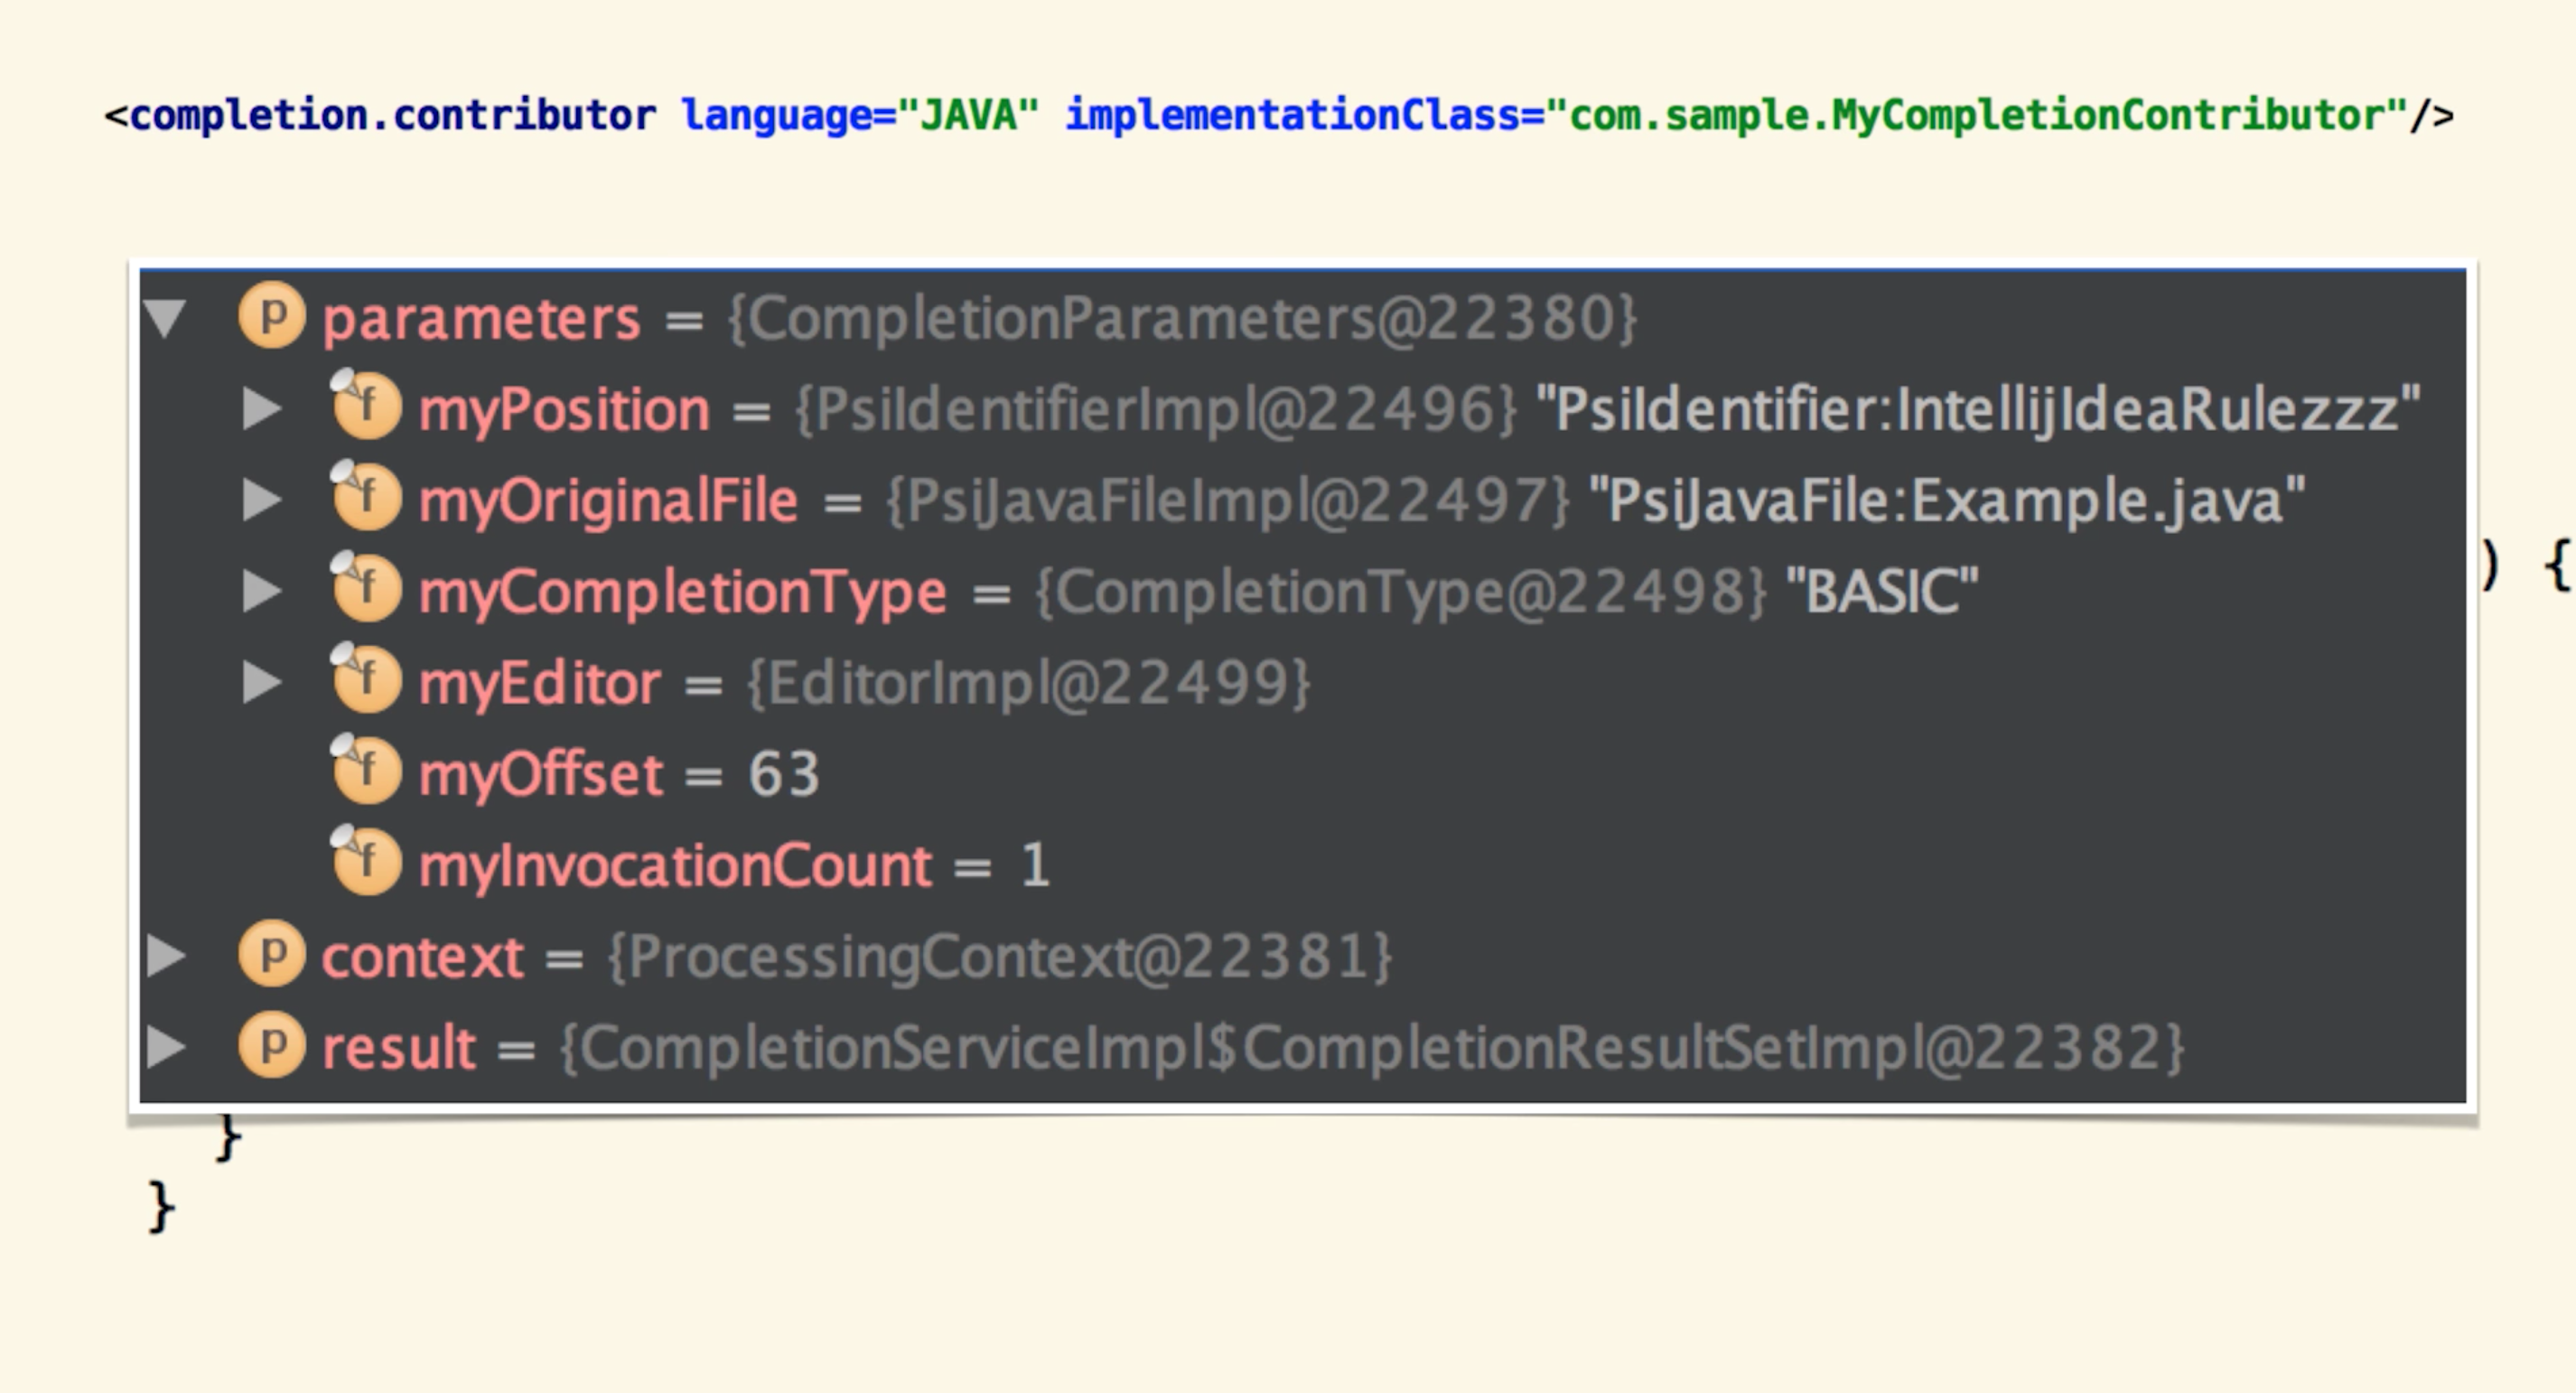 <completion.contributor language="JAVA" implementationClass="com.sample.MyCompletionContributor"/>
p parameters = {CompletionParameters@22380}
f myPosition = {PsiIdentifierImpl@22496} "PsiIdentifier:IntellijIdeaRulezzz"
f myOriginalFile = {PsiJavaFileImpl@22497} "PsiJavaFile:Example.java"
) {
f myCompletionType = {CompletionType@22498} "BASIC"
f myEditor = {EditorImpl@22499}
f myOffset = 63
f myInvocationCount = 1
p context = {ProcessingContext@22381}
p result = {CompletionServiceImpl$CompletionResultSetImpl@22382}
}
}